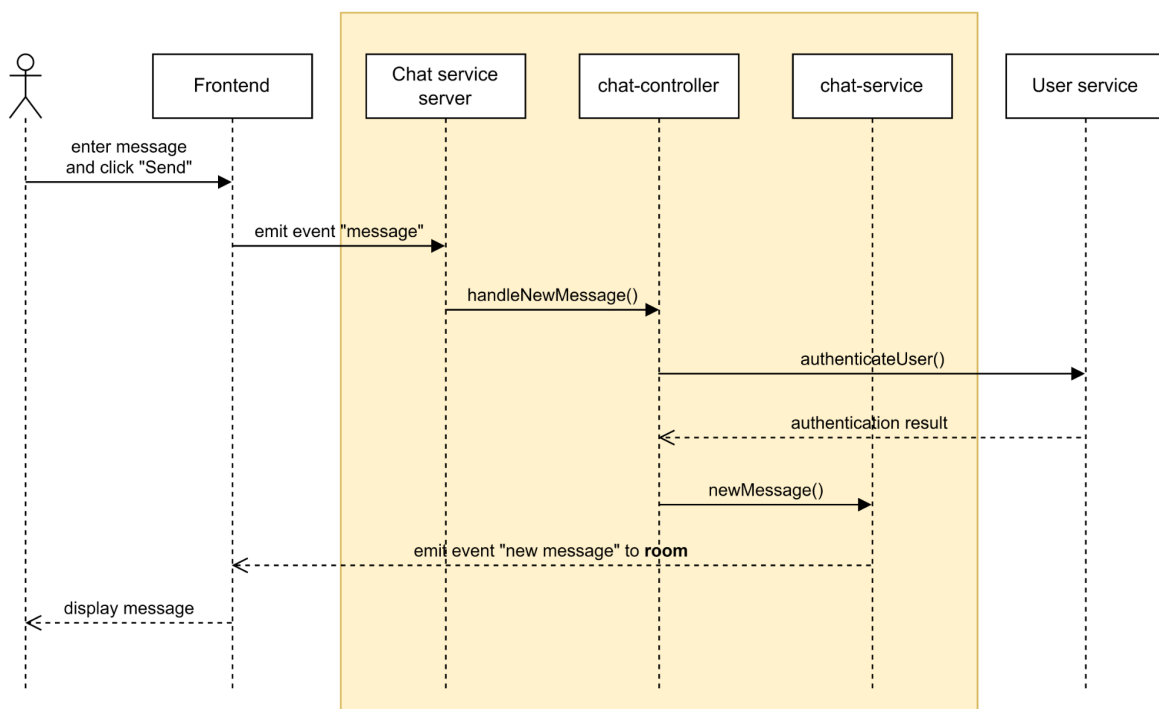 Frontend
Chat service
server
chat-controller
chat-service
User service
enter message
and click "Send"
emit event "message"
handleNewMessage()
authenticateUser()
authentication result
newMessage()
emit event "new message" to room
display message